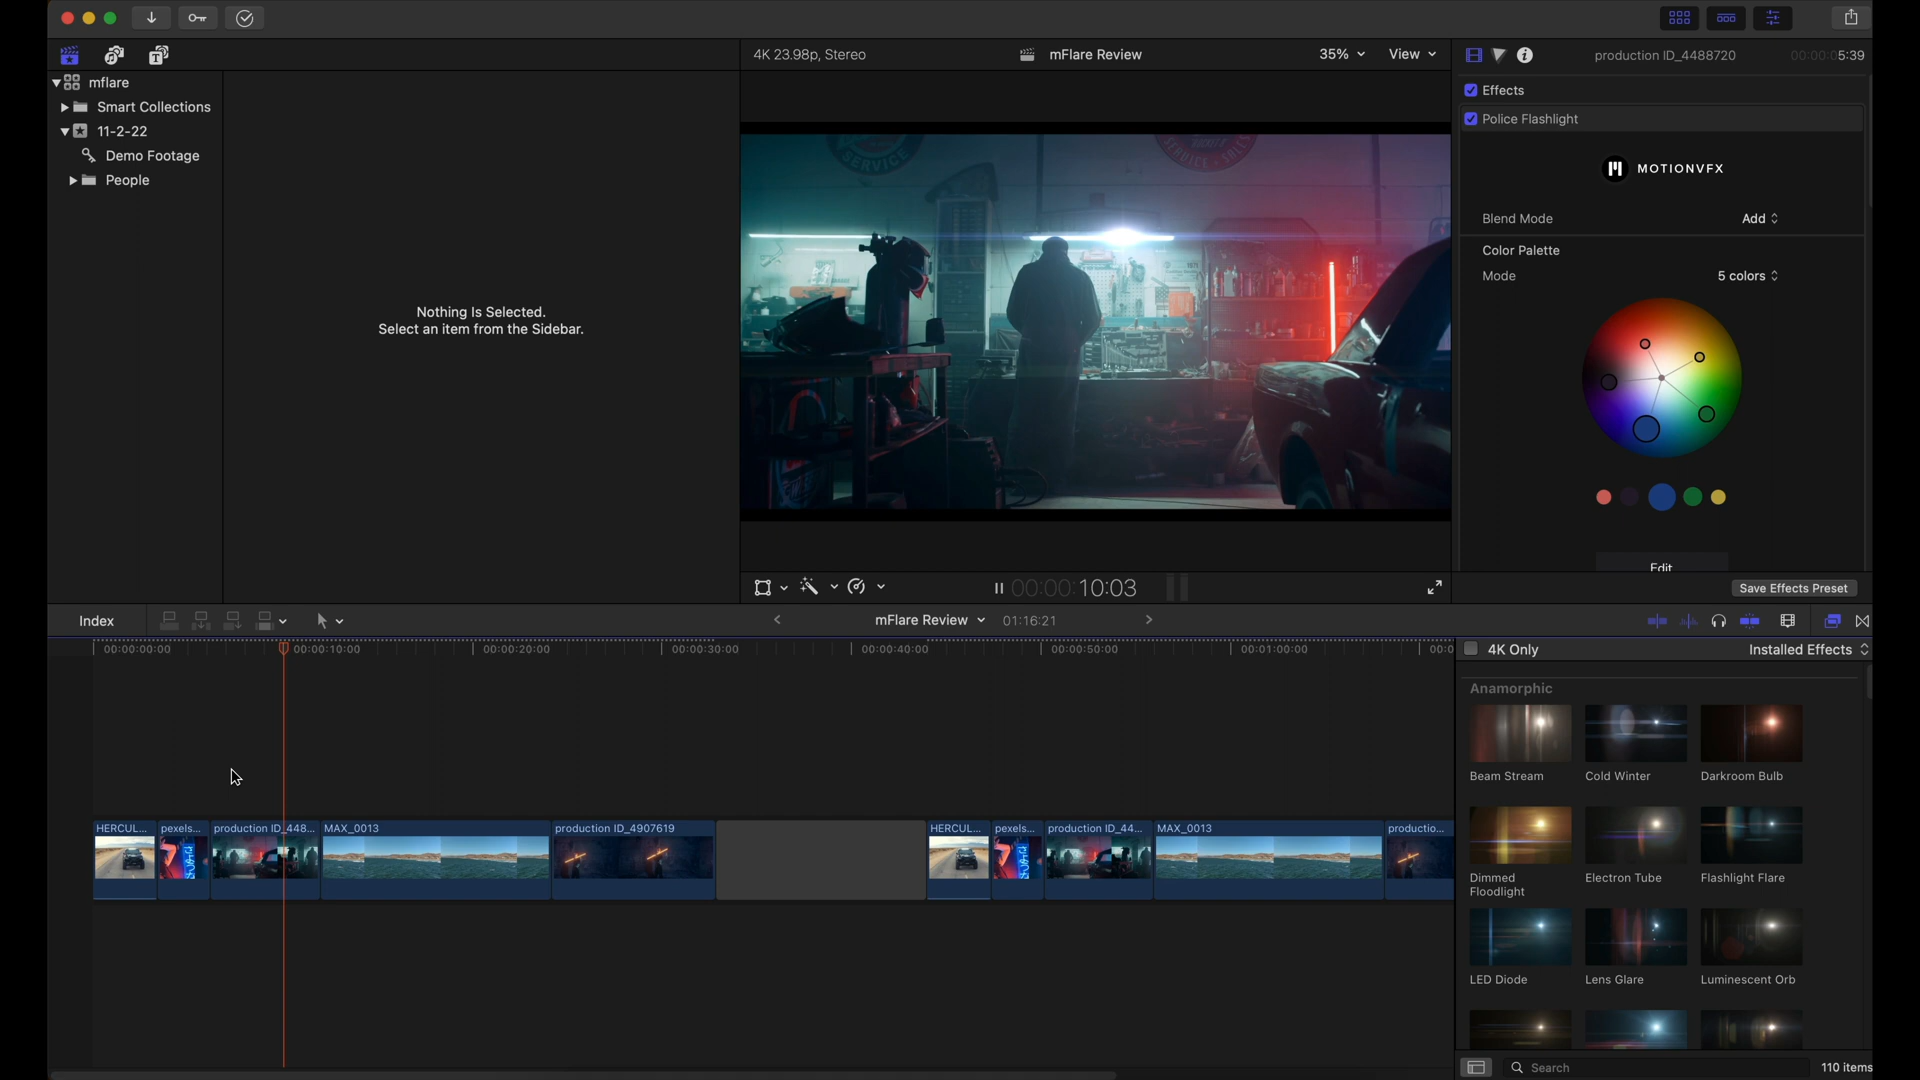 4K 23.98p, Stereo
mFlare Review
35%
View
production ID_4488720
00:00:05:39
mflare
Smart Collections
11-2-22
Demo Footage
People
Nothing Is Selected.
Select an item from the Sidebar.
SERVICE
SERVICE • SALES
Effects
Police Flashlight
MOTIONVFX
Blend Mode
Add
Color Palette
Mode
5 colors
Edit
Save Effects Preset
00:00:10:03
Index
mFlare Review
01:16:21
00:00:00:00
00:00:10:00
00:00:20:00
00:00:30:00
00:00:40:00
00:00:50:00
00:01:00:00
00:0
HERCUL...
pexels...
production ID_448...
MAX_0013
production ID_4907619
HERCUL...
pexels...
production ID_44...
MAX_0013
productio...
4K Only
Installed Effects
Anamorphic
Beam Stream
Cold Winter
Darkroom Bulb
Dimmed
Floodlight
Electron Tube
Flashlight Flare
LED Diode
Lens Glare
Luminescent Orb
Search
110 items